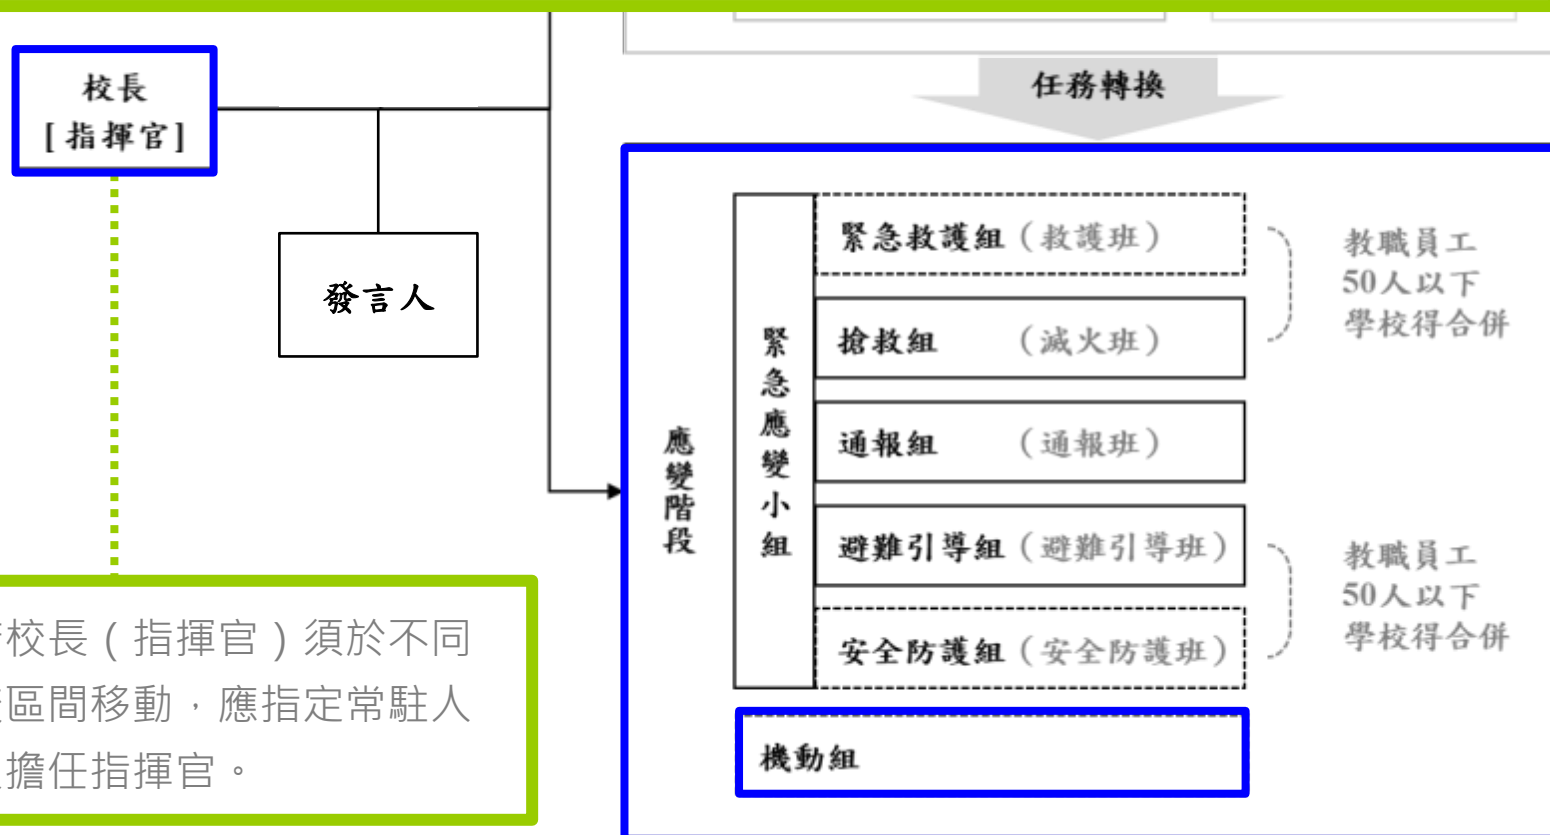 校長
[指揮官]
發言人
任務轉換
應變階段
緊急應變小組
緊急救護組（救護班）
搶救組（滅火班）
通報組（通報班）
避難引導組（避難引導班）
安全防護組（安全防護班）
機動組
教職員工
50人以下
學校得合併
教職員工
50人以下
學校得合併
校長（指揮官）須於不同
區間移動，應指定常駐人
擔任指揮官。